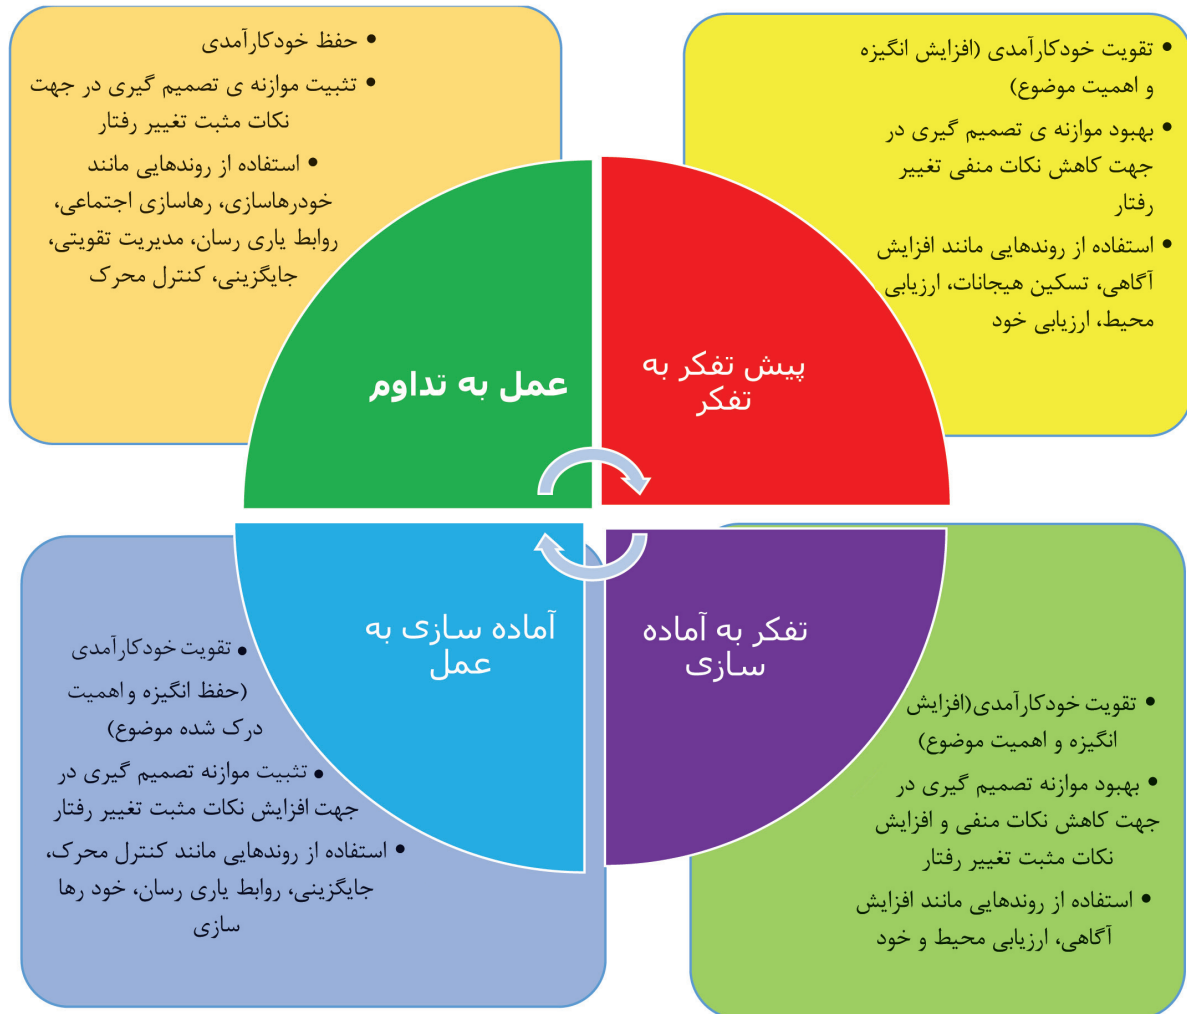 • تقویت خودکارآمدی (افزایش انگیزه
و اهمیت موضوع)
• بهبود موازنه ی تصمیم گیری در
جهت کاهش نکات منفی تغییر
رفتار
• استفاده از روندهایی مانند افزایش
آگاهی، تسکین هیجانات، ارزیابی
محیط، ارزیابی خود
پیش تفکر به
تفکر
• حفظ خودکارآمدی
• تثبیت موازنه ی تصمیم گیری در جهت
نکات مثبت تغییر رفتار
• استفاده از روندهایی مانند
خودرهاسازی، رهاسازی اجتماعی،
روابط یاری رسان، مدیریت تقویتی،
جایگزینی، کنترل محرک
عمل به تداوم
تفکر به آماده
سازی
• تقویت خودکارآمدی(افزایش
انگیزه و اهمیت موضوع)
• بهبود موازنه تصمیم گیری در
جهت کاهش نکات منفی و افزایش
نکات مثبت تغییر رفتار
• استفاده از روندهایی مانند افزایش
آگاهی، ارزیابی محیط و خود
آماده سازی به
عمل
• تقویت خودکارآمدی
(حفظ انگیزه و اهمیت
درک شده موضوع)
• تثبیت موازنه تصمیم گیری در
جهت افزایش نکات مثبت تغییر رفتار
• استفاده از روندهایی مانند کنترل محرک،
جایگزینی، روابط یاری رسان، خود رها
سازی